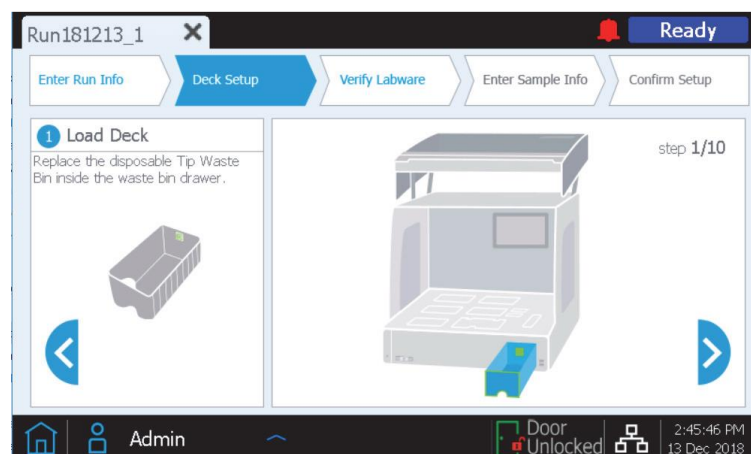 Run181213_1
Ready
Enter Run Info
Deck Setup
Verify Labware
Enter Sample Info
Confirm Setup
1 Load Deck
Replace the disposable Tip Waste
Bin inside the waste bin drawer.
step 1/10
Admin
Door
Unlocked
2:45:46 PM
13 Dec 2018